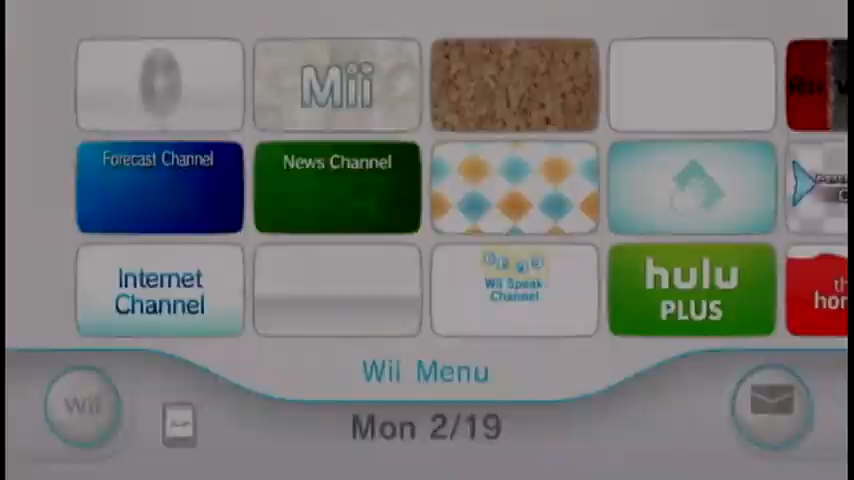 Mii
Forecast Channel
News Channel
Internet
Channel
Wii Speak
Channel
hulu
PLUS
Wii Menu
Wii
Mon 2/19